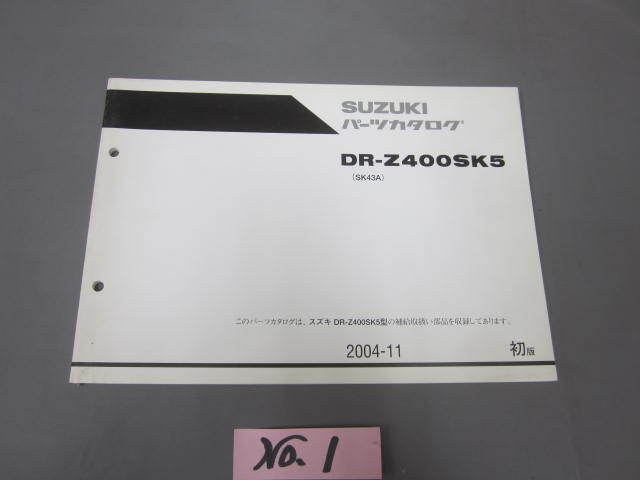 SUZUKI
パーツカタログ
DR-Z400SK5
(SK43A)
このパーツカタログは、スズキ DR-Z400SK5型の補給取扱い部品を収録してあります。
2004-11 初版
No. 1